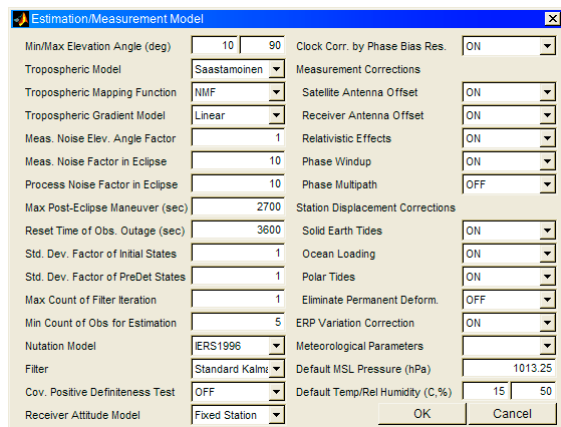 Estimation/Measurement Model
Min/Max Elevation Angle (deg) 10 90
Tropospheric Model Saastamoinen
Tropospheric Mapping Function NMF
Tropospheric Gradient Model Linear
Meas. Noise Elev. Angle Factor 1
Meas. Noise Factor in Eclipse 10
Process Noise Factor in Eclipse 10
Max Post-Eclipse Maneuver (sec) 2700
Reset Time of Obs. Outage (sec) 3600
Std. Dev. Factor of Initial States 1
Std. Dev. Factor of PreDet States 1
Max Count of Filter Iteration 1
Min Count of Obs for Estimation 5
Nutation Model IERS1996
Filter Standard Kalma
Cov. Positive Definiteness Test OFF
Receiver Attitude Model Fixed Station
Clock Corr. by Phase Bias Res. ON
Measurement Corrections
Satellite Antenna Offset ON
Receiver Antenna Offset ON
Relativistic Effects ON
Phase Windup ON
Phase Multipath OFF
Station Displacement Corrections
Solid Earth Tides ON
Ocean Loading ON
Polar Tides ON
Eliminate Permanent Deform. OFF
ERP Variation Correction ON
Meteorological Parameters
Default MSL Pressure (hPa) 1013.25
Default Temp/Rel Humidity (C,%) 15 50
OK Cancel